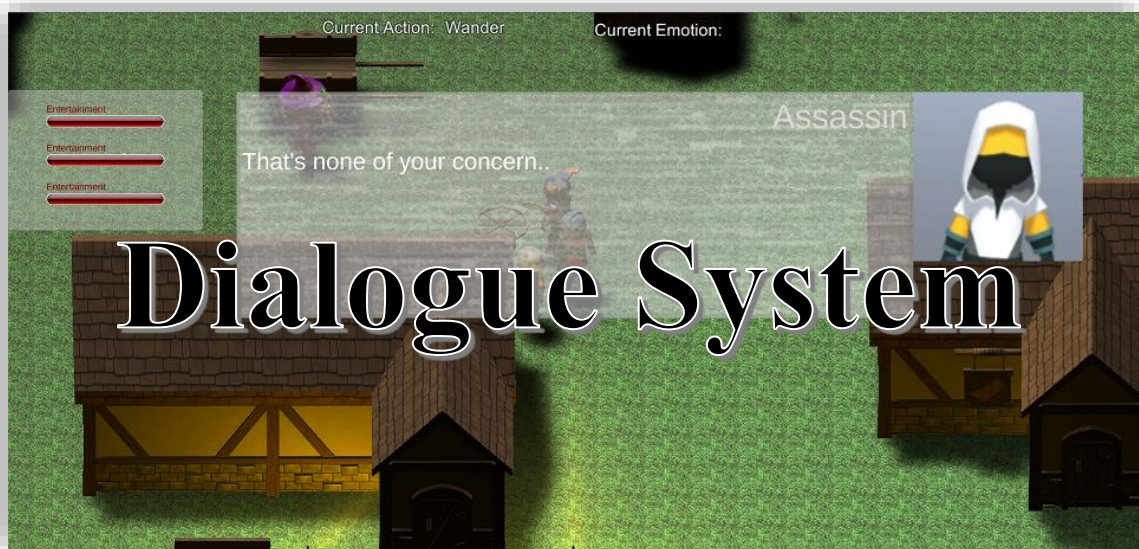 Current Action: Wander
Current Emotion:
Entertainment
Entertainment
Entertainment
Assassin
That's none of your concern..
Dialogue System